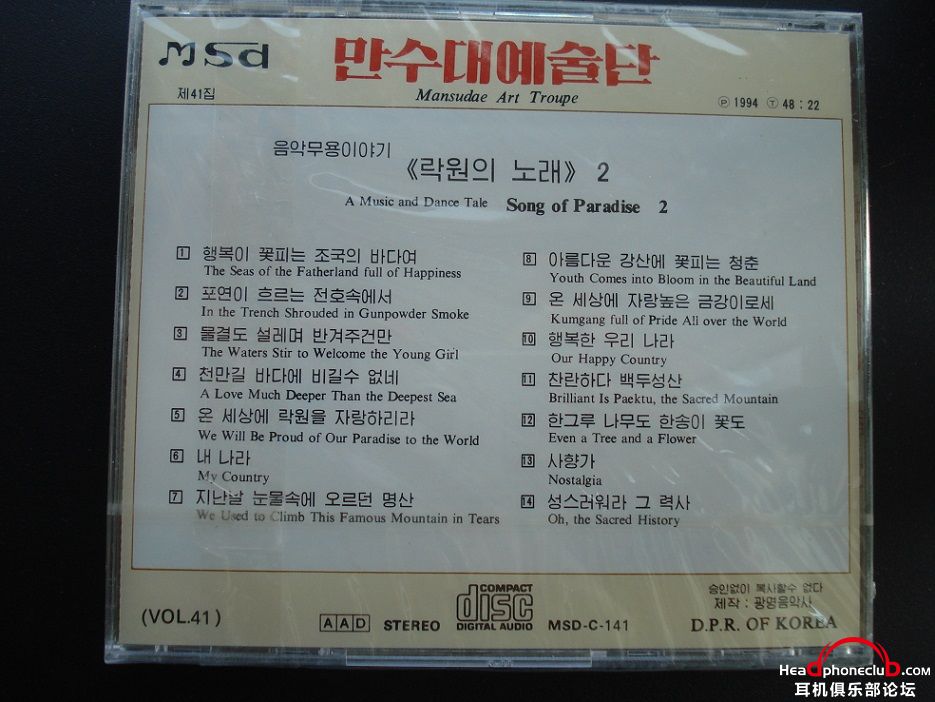 MSd
만수대예술단
Mansudae Art Troupe
제41집
Ⓟ 1994 Ⓣ 48 : 22
음악무용이야기
《락원의 노래》 2
A Music and Dance Tale Song of Paradise 2
1 행복이 꽃피는 조국의 바다여
The Seas of the Fatherland full of Happiness
2 포연이 흐르는 전호속에서
In the Trench Shrouded in Gunpowder Smoke
3 물결도 설레며 반겨주건만
The Waters Stir to Welcome the Young Girl
4 천만길 바다에 비길수 없네
A Love Much Deeper Than the Deepest Sea
5 온 세상에 락원을 자랑하리라
We Will Be Proud of Our Paradise to the World
6 내 나라
My Country
7 지난날 눈물속에 오르던 명산
We Used to Climb This Famous Mountain in Tears
8 아름다운 강산에 꽃피는 청춘
Youth Comes into Bloom in the Beautiful Land
9 온 세상에 자랑높은 금강이로세
Kumgang full of Pride All over the World
10 행복한 우리 나라
Our Happy Country
11 찬란하다 백두성산
Brilliant Is Paektu, the Sacred Mountain
12 한그루 나무도 한송이 꽃도
Even a Tree and a Flower
13 사향가
Nostalgia
14 성스러워라 그 력사
Oh, the Sacred History
(VOL.41)
AAD STEREO
COMPACT
disc
DIGITAL AUDIO
MSD-C-141
승인없이 복사할수 없다
제작 : 광명음악사
D.P.R. OF KOREA
Headphoneclub.com
耳机俱乐部论坛